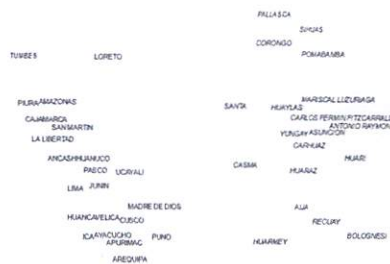 PALLASCA
SIHUAS
CORONGO
POMABAMBA
TUMBES
LORETO
PIURA AMAZONAS
CAJAMARCA
SAN MARTIN
LA LIBERTAD
ANCASH HUANUCO
PASCO
UCAYALI
LIMA
JUNIN
MADRE DE DIOS
HUANCAVELICA CUSCO
ICA AYACUCHO
APURIMAC
PUNO
AREQUIPA
SANTA
MARISCAL LUZURIAGA
HUAYLAS
CARLOS FERMIN FITZCARRAL
ANTONIO RAYMON
YUNGAY ASUNCION
CARHUAZ
HUARI
CASMA
HUARAZ
AIJA
RECUAY
HUARMEY
BOLOGNESI